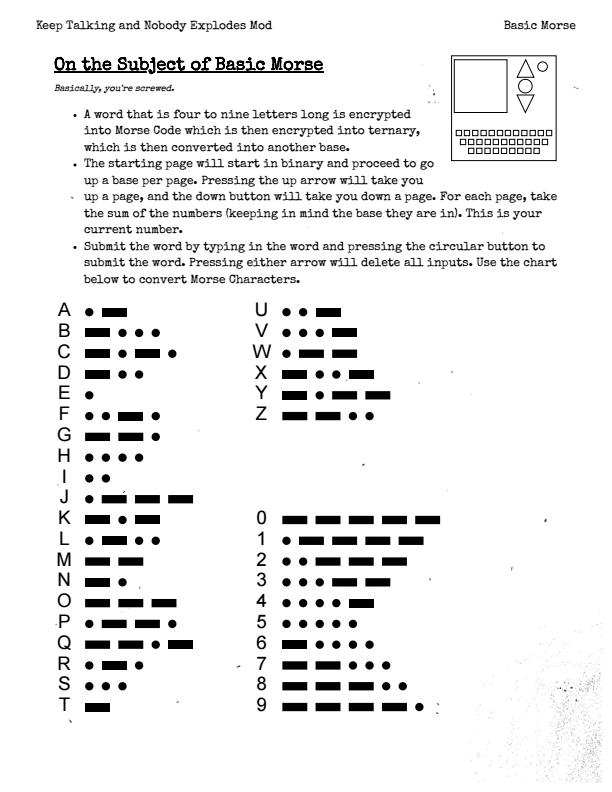 Keep Talking and Nobody Explodes Mod Basic Morse
On the Subject of Basic Morse
Basically, you're screwed.
• A word that is four to nine letters long is encrypted
into Morse Code which is then encrypted into ternary,
which is then converted into another base.
• The starting page will start in binary and proceed to go
up a base per page. Pressing the up arrow will take you
up a page, and the down button will take you down a page. For each page, take
the sum of the numbers (keeping in mind the base they are in). This is your
current number.
• Submit the word by typing in the word and pressing the circular button to
submit the word. Pressing either arrow will delete all inputs. Use the chart
below to convert Morse Characters.
A
B
C
D
E
F
G
H
I
J
K
L
M
N
O
P
Q
R
S
T
U
V
W
X
Y
Z
0
1
2
3
4
5
6
7
8
9